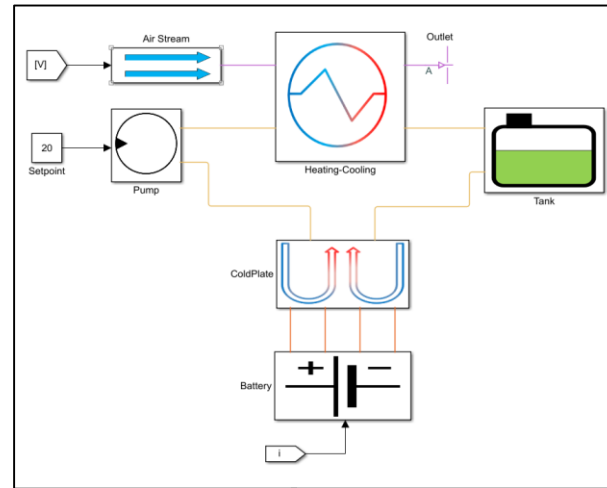 Air Stream
Outlet
[V]
A
20
Setpoint
Pump
Heating-Cooling
Tank
ColdPlate
Battery
i